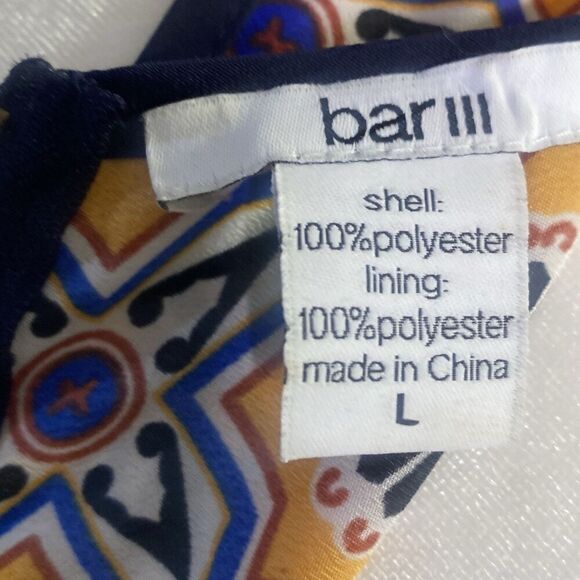 bar III
shell:
100%polyester
lining:
100%polyester
made in China
L